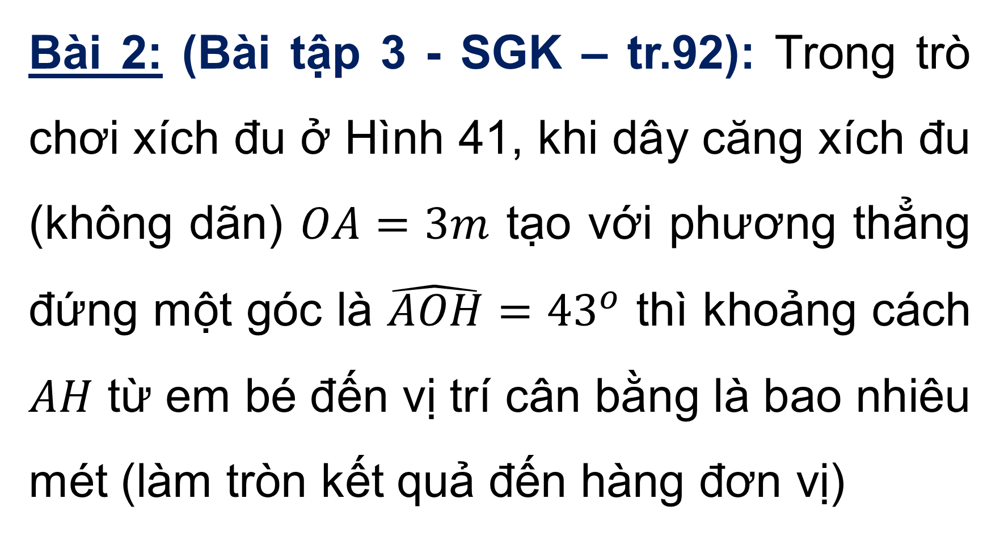 Bài 2: (Bài tập 3 - SGK – tr.92): Trong trò
chơi xích đu ở Hình 41, khi dây căng xích đu
(không dãn) OA = 3m tạo với phương thẳng
đứng một góc là \widehat{AOH} = 43^o thì khoảng cách
AH từ em bé đến vị trí cân bằng là bao nhiêu
mét (làm tròn kết quả đến hàng đơn vị)